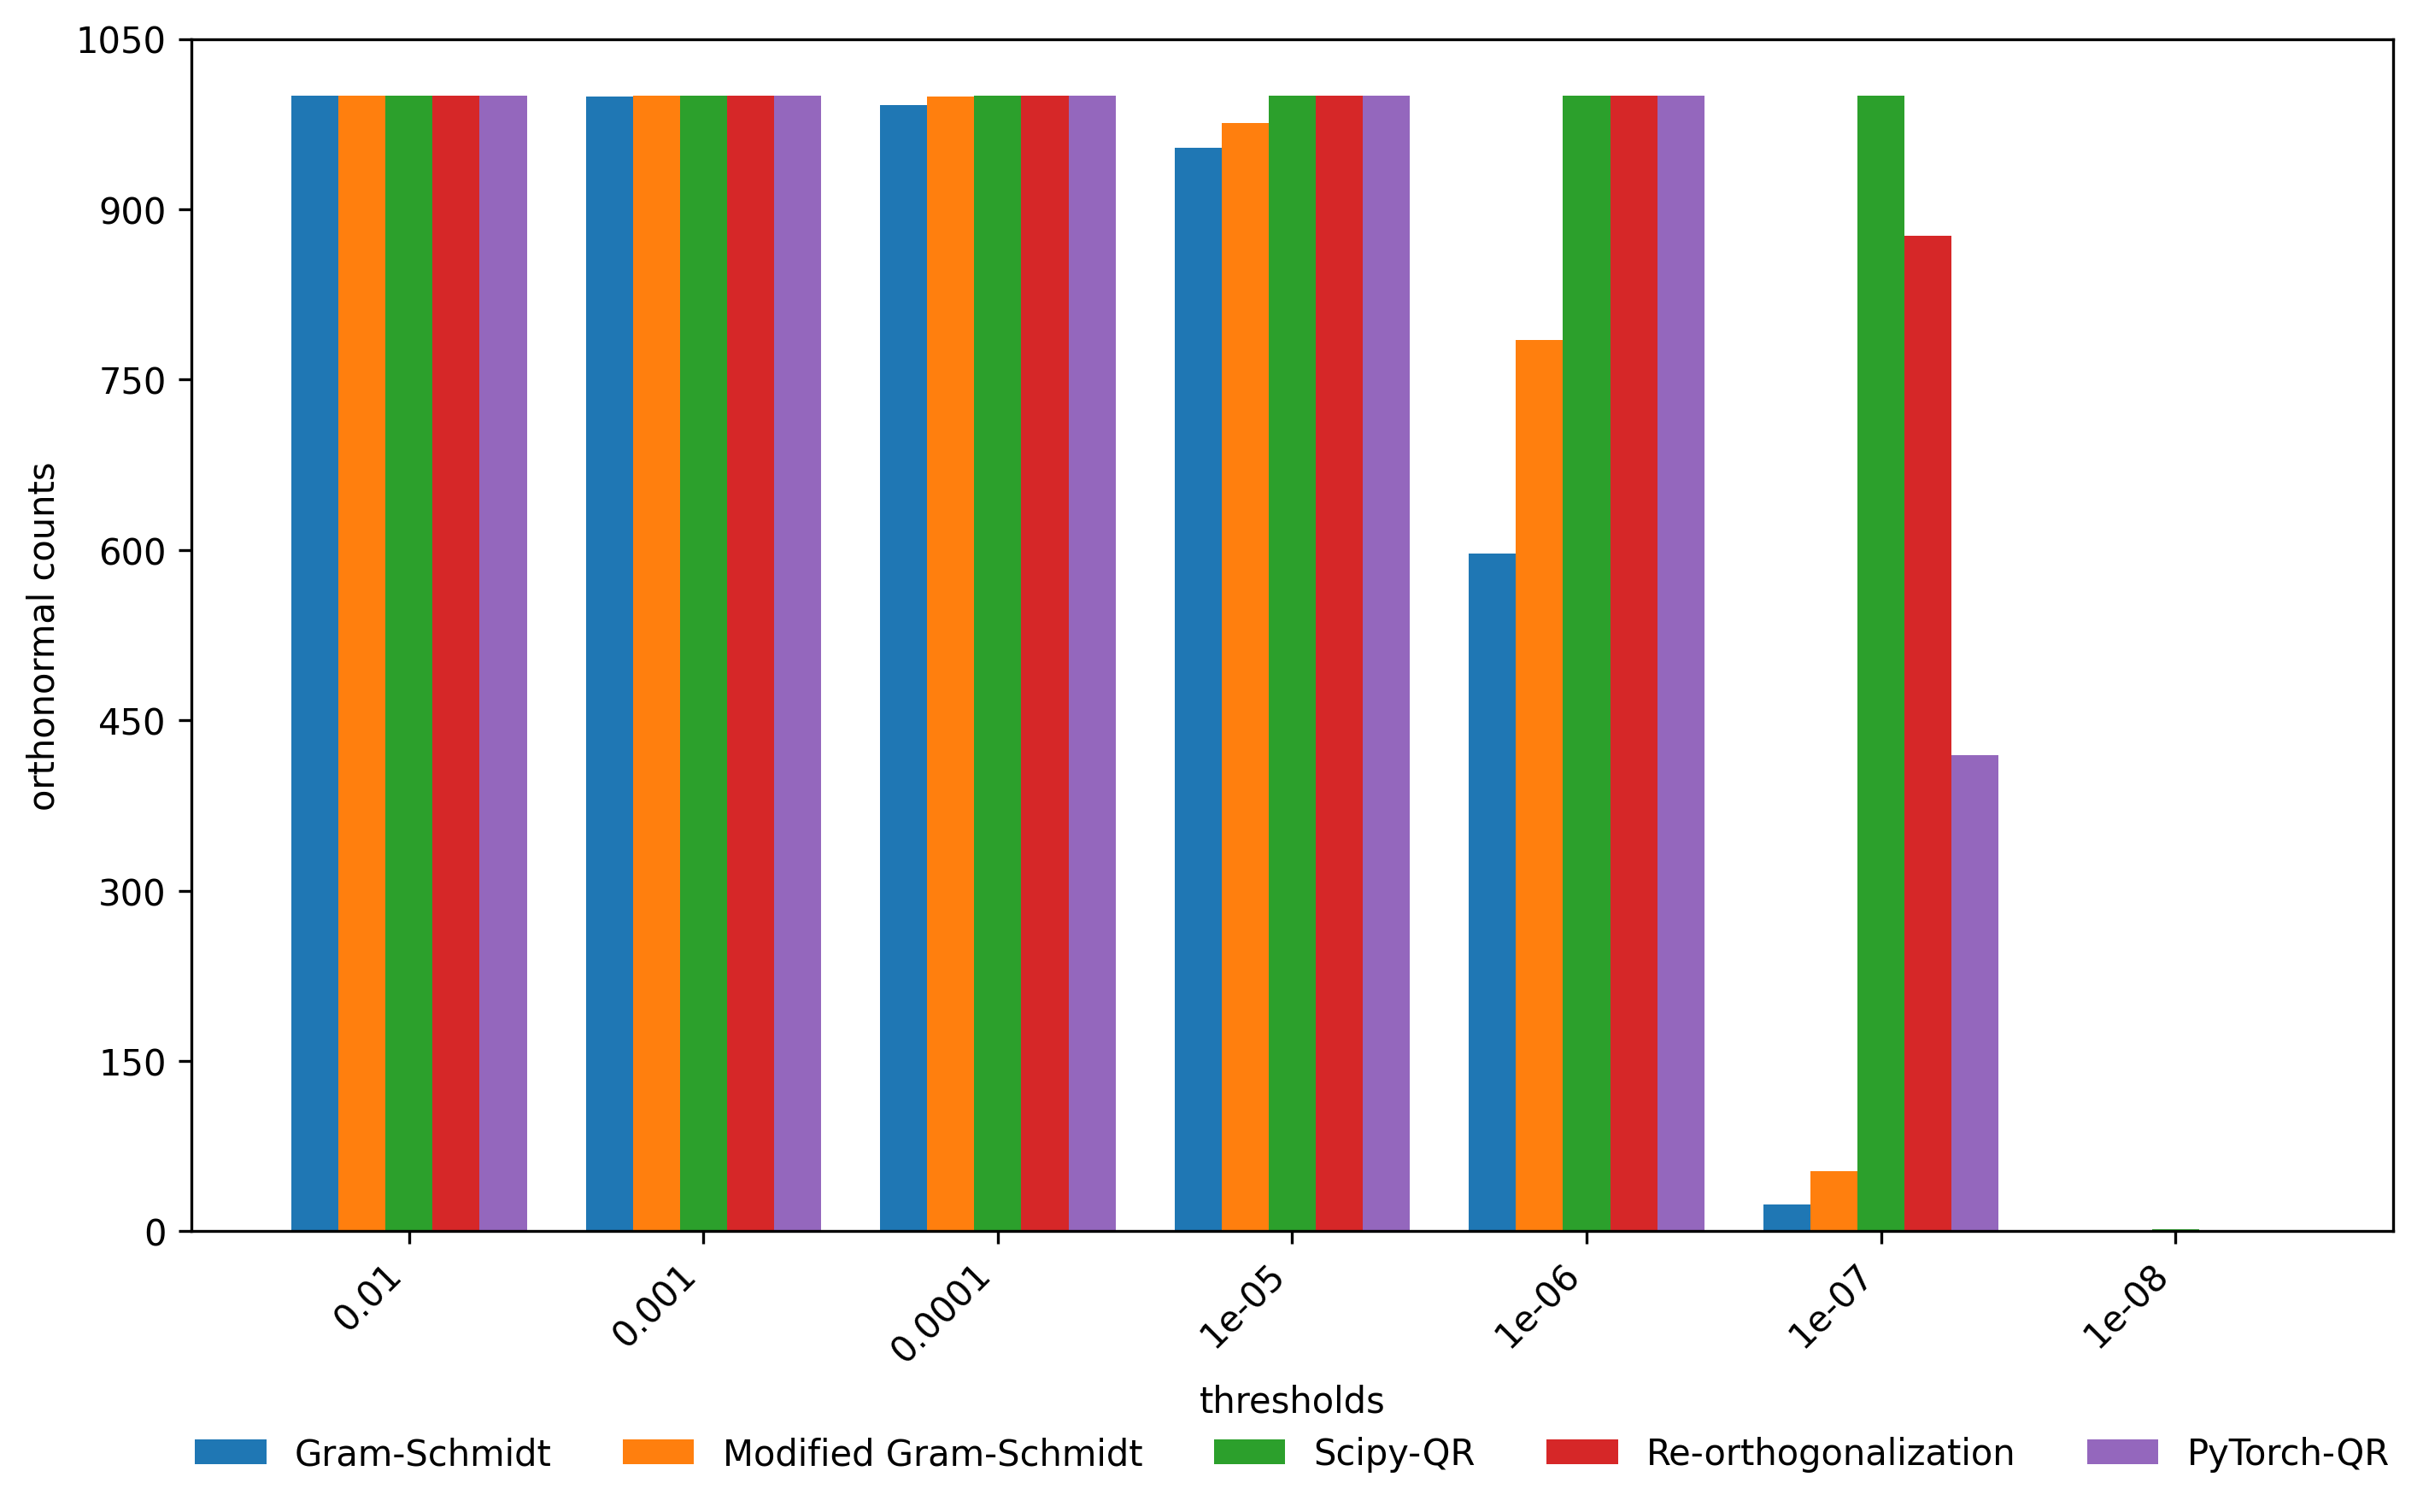 1050
900
750
600
450
300
150
0
orthonormal counts
0.01
0.001
0.0001
1e-05
1e-06
1e-07
1e-08
thresholds
Gram-Schmidt
Modified Gram-Schmidt
Scipy-QR
Re-orthogonalization
PyTorch-QR